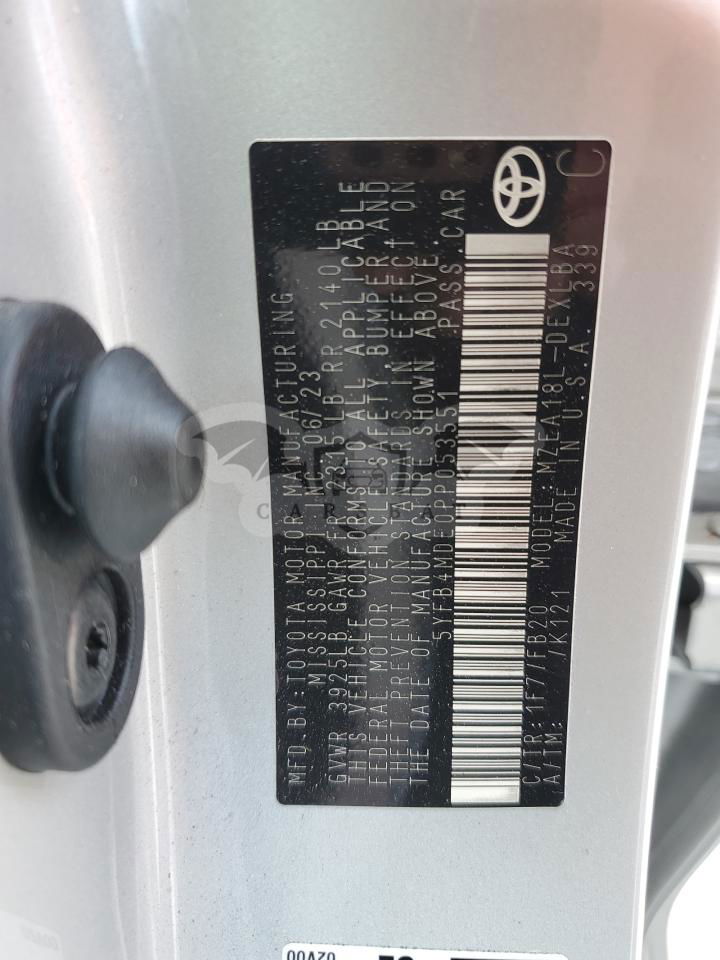 MFD. BY: TOYOTA MOTOR MANUFACTURING
MISSISSIPPI, INC. 06/23
GVWR 3925LB GAWR FR 2315LB RR 2140LB
THIS VEHICLE CONFORMS TO ALL APPLICABLE
FEDERAL MOTOR VEHICLE SAFETY, BUMPER, AND
THEFT PREVENTION STANDARDS IN EFFECT ON
THE DATE OF MANUFACTURE SHOWN ABOVE.
5YFB4MDE0PP053551 PASS. CAR
C/TR: 1F7/FB20 MODEL: MZEA18L-DEXLBA
A/TM: /K121 MADE IN U.S.A. 339
C
00AZ0